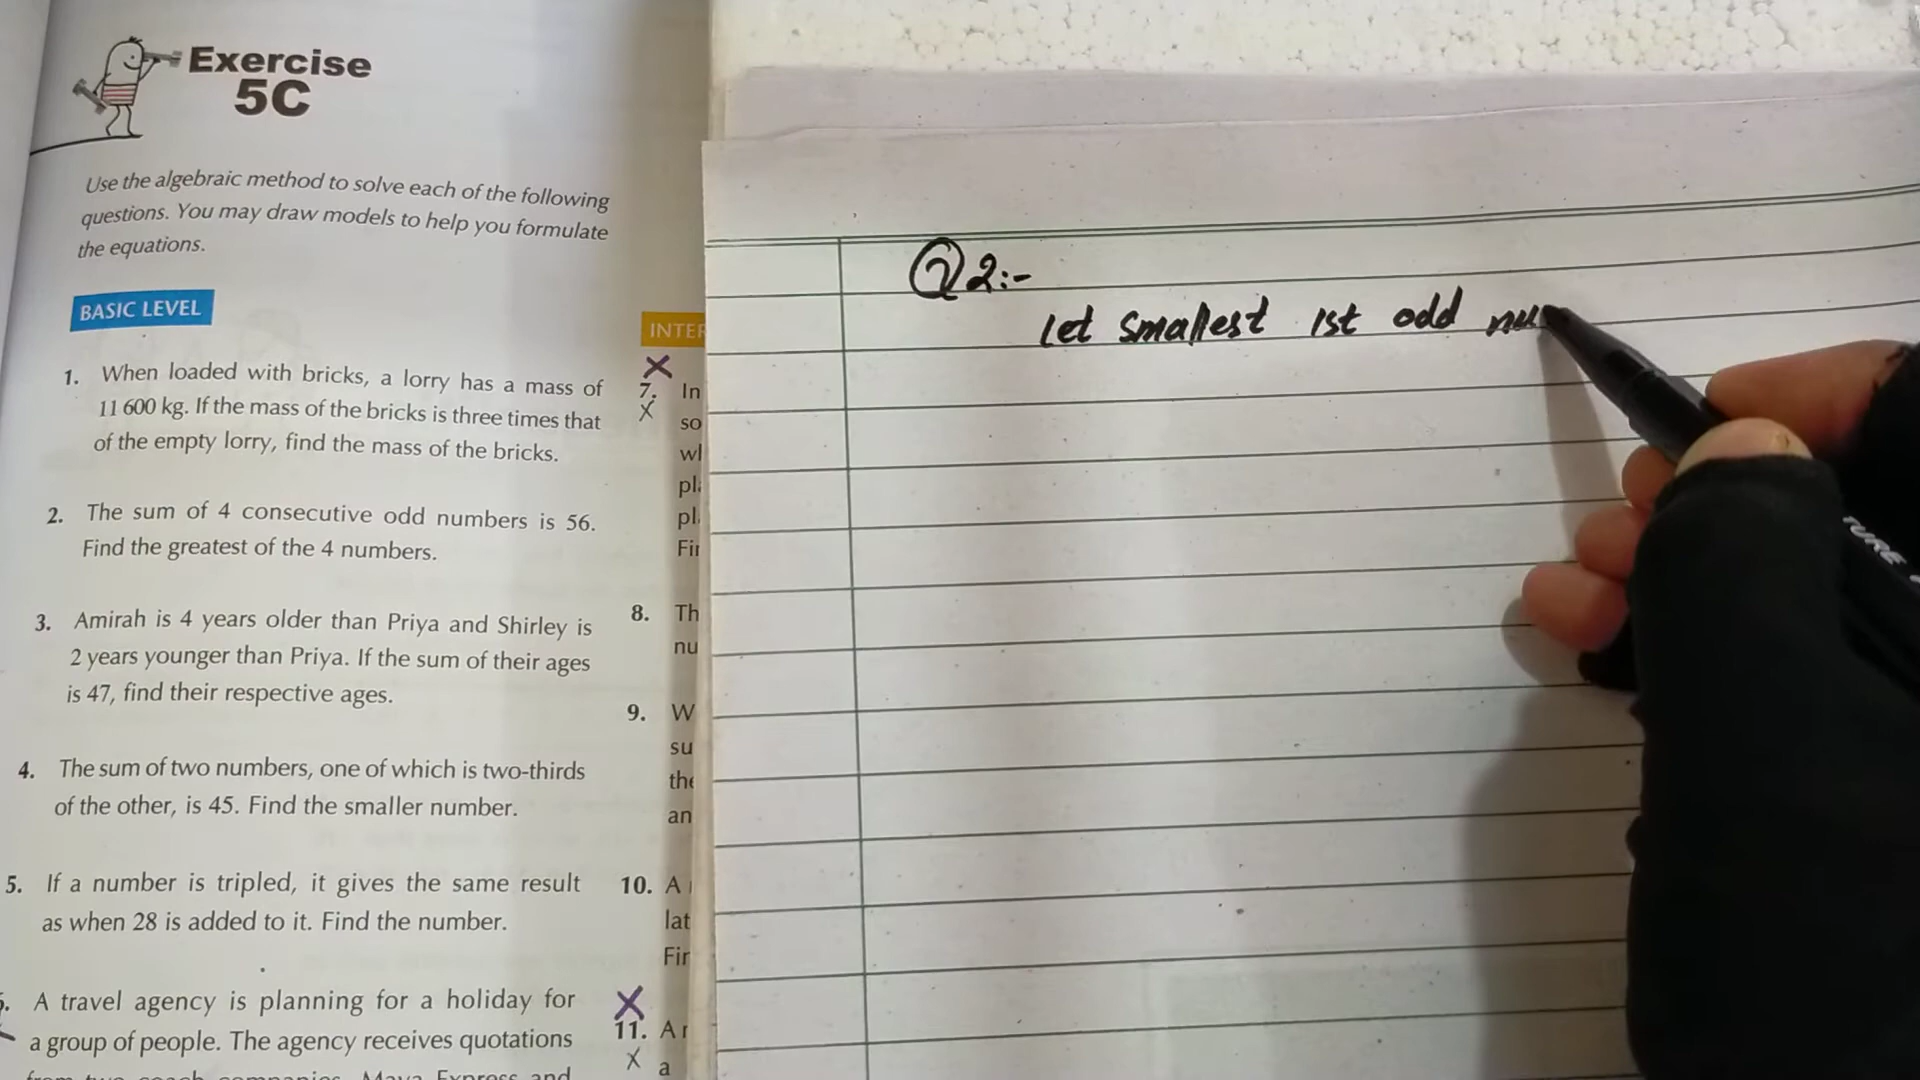 Exercise
5C
Use the algebraic method to solve each of the following
questions. You may draw models to help you formulate
the equations.
BASIC LEVEL
1. When loaded with bricks, a lorry has a mass of
11 600 kg. If the mass of the bricks is three times that
of the empty lorry, find the mass of the bricks.
2. The sum of 4 consecutive odd numbers is 56.
Find the greatest of the 4 numbers.
3. Amirah is 4 years older than Priya and Shirley is
2 years younger than Priya. If the sum of their ages
is 47, find their respective ages.
4. The sum of two numbers, one of which is two-thirds
of the other, is 45. Find the smaller number.
5. If a number is tripled, it gives the same result
as when 28 is added to it. Find the number.
A travel agency is planning for a holiday for
a group of people. The agency receives quotations
INTER
7. In
so
wl
pla
pl
Fin
8. Th
nu
9. W
su
the
an
10. A
lat
Fin
11. A r
a
Q2:-
Let smallest 1st odd nu
TURE